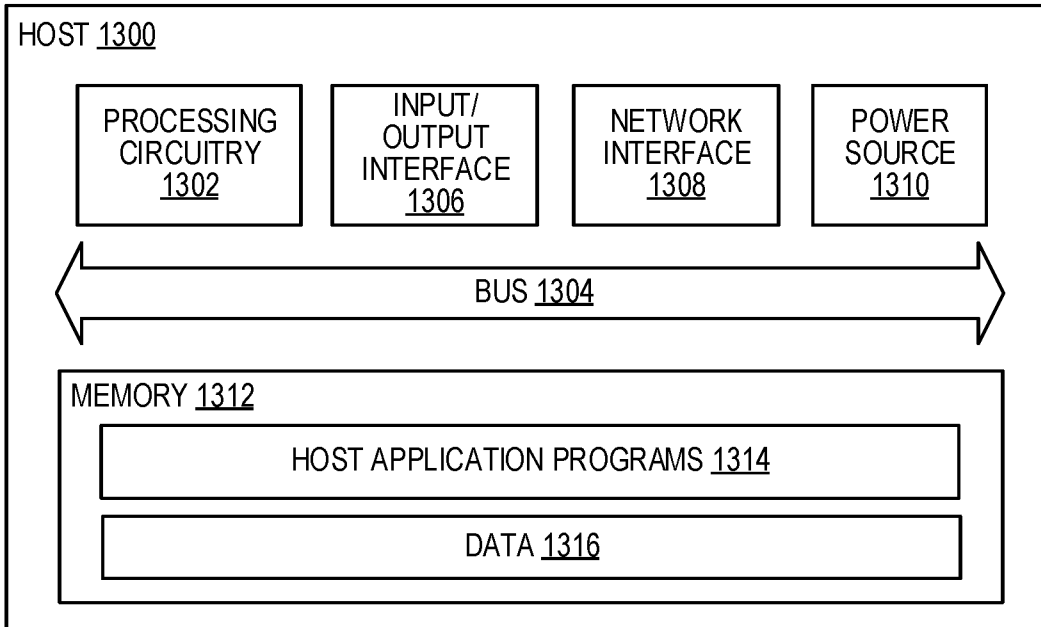 HOST 1300
PROCESSING
CIRCUITRY
1302
INPUT/
OUTPUT
INTERFACE
1306
NETWORK
INTERFACE
1308
POWER
SOURCE
1310
BUS 1304
MEMORY 1312
HOST APPLICATION PROGRAMS 1314
DATA 1316